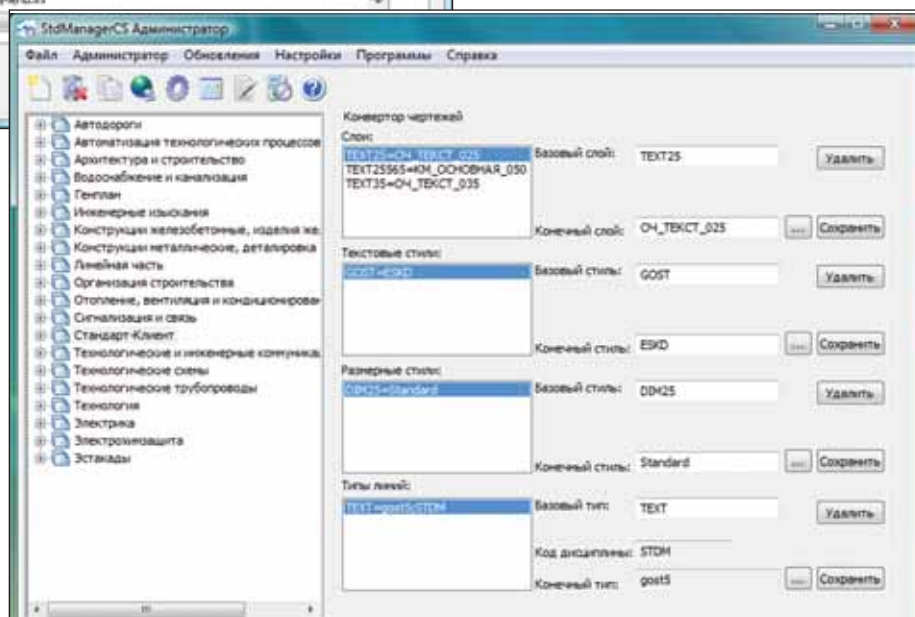 StdManagerCS Администратор
Файл Администратор Обновления Настройки Программы Справка
Автодороги
Автоматизация технологических процессов
Архитектура и строительство
Водоснабжение и канализация
Генплан
Инженерные изыскания
Конструкции железобетонные, изделия же.
Конструкции металлические, деталировка
Линейная часть
Организация строительства
Отопление, вентиляция и кондиционирован
Сигнализация и связь
Стандарт-Клиент
Технологические и инженерные коммуника
Технологические схемы
Технологические трубопроводы
Технология
Электрика
Электрохимзащита
Эстакады
Конвертор чертежей
Слои:
TEXT25=СЧ_ТЕКСТ_025
TEXT25565=КМ_ОСНОВНАЯ_050
TEXT35=СЧ_ТЕКСТ_035
Базовый слой: TEXT25 Удалить
Конечный слой: СЧ_ТЕКСТ_025 ... Сохранить
Текстовые стили:
GOST=ESKD
Базовый стиль: GOST Удалить
Конечный стиль: ESKD ... Сохранить
Размерные стили:
DIM25=Standard
Базовый стиль: DIM25 Удалить
Конечный стиль: Standard ... Сохранить
Типы линий:
TEXT=gost5:STDM
Базовый тип: TEXT Удалить
Код дисциплины: STDM
Конечный тип: gost5 ... Сохранить